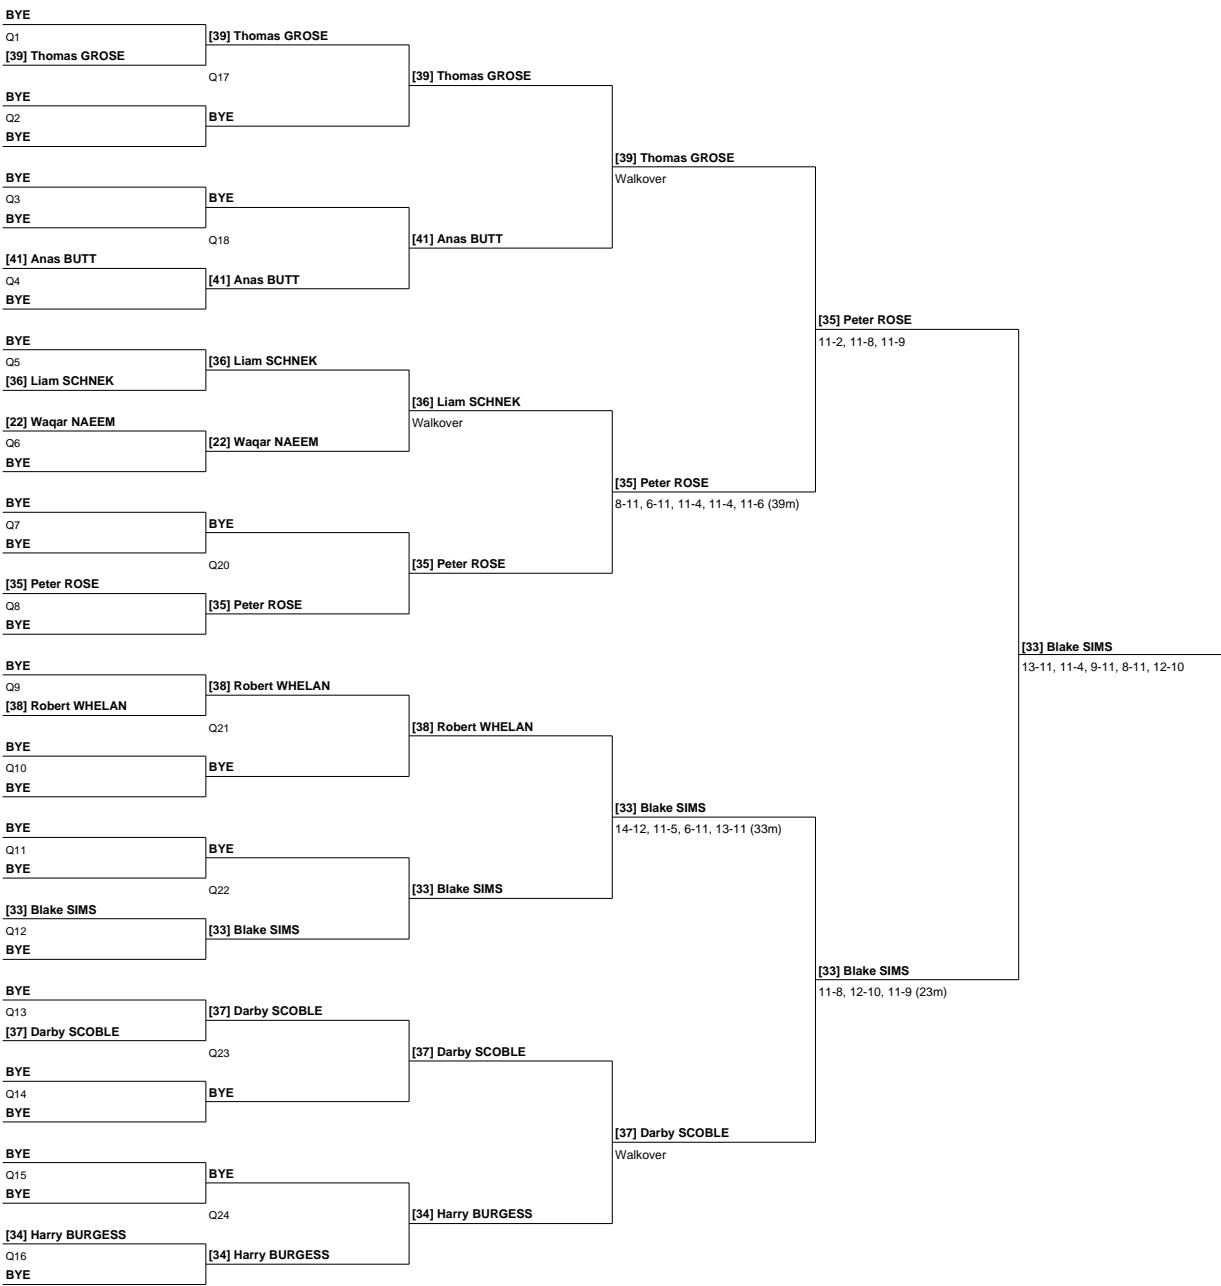 BYE
Q1
[39] Thomas GROSE
BYE
Q2
BYE
BYE
Q3
BYE
[41] Anas BUTT
Q4
BYE
BYE
Q5
[36] Liam SCHNEK
[22] Waqar NAEEM
Q6
BYE
BYE
Q7
BYE
[35] Peter ROSE
Q8
BYE
BYE
Q9
[38] Robert WHELAN
BYE
Q10
BYE
BYE
Q11
BYE
[33] Blake SIMS
Q12
BYE
BYE
Q13
[37] Darby SCOBLE
BYE
Q14
BYE
BYE
Q15
BYE
[34] Harry BURGESS
Q16
BYE
[39] Thomas GROSE
Q17
BYE
BYE
Q18
[41] Anas BUTT
[36] Liam SCHNEK
[22] Waqar NAEEM
BYE
Q20
[35] Peter ROSE
[38] Robert WHELAN
Q21
BYE
BYE
Q22
[33] Blake SIMS
[37] Darby SCOBLE
Q23
BYE
BYE
Q24
[34] Harry BURGESS
[39] Thomas GROSE
[41] Anas BUTT
[36] Liam SCHNEK
Walkover
[35] Peter ROSE
[38] Robert WHELAN
[33] Blake SIMS
[37] Darby SCOBLE
[34] Harry BURGESS
[39] Thomas GROSE
Walkover
[35] Peter ROSE
8-11, 6-11, 11-4, 11-4, 11-6 (39m)
[33] Blake SIMS
14-12, 11-5, 6-11, 13-11 (33m)
[37] Darby SCOBLE
Walkover
[35] Peter ROSE
11-2, 11-8, 11-9
[33] Blake SIMS
11-8, 12-10, 11-9 (23m)
[33] Blake SIMS
13-11, 11-4, 9-11, 8-11, 12-10